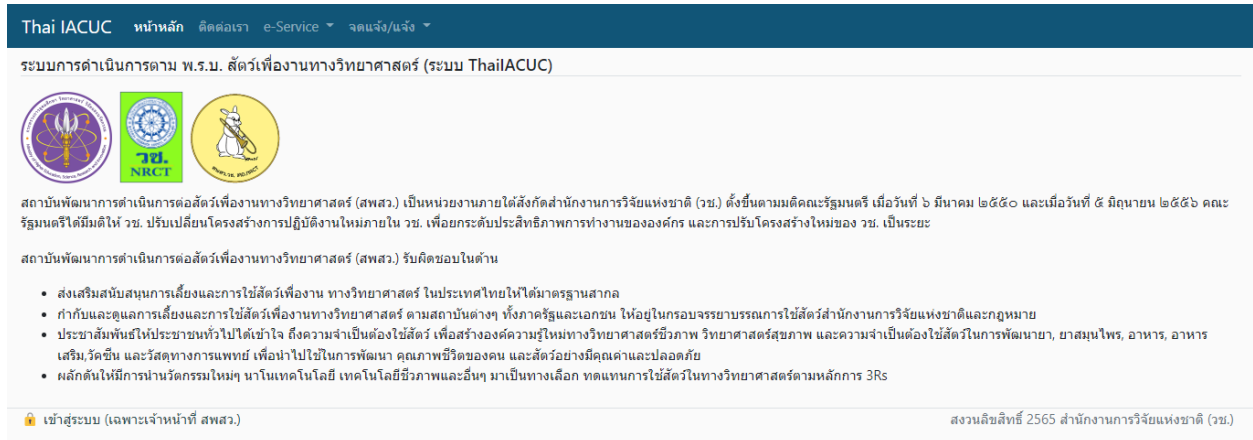 Thai IACUC หน้าหลัก ติดต่อเรา e-Service จดแจ้ง/แจ้ง
ระบบการดำเนินการตาม พ.ร.บ. สัตว์เพื่องานทางวิทยาศาสตร์ (ระบบ ThaiIACUC)
วช.
NRCT
สถาบันพัฒนาการดำเนินการต่อสัตว์เพื่องานทางวิทยาศาสตร์ (สพสว.) เป็นหน่วยงานภายใต้สังกัดสำนักงานการวิจัยแห่งชาติ (วช.) ตั้งขึ้นตามมติคณะรัฐมนตรี เมื่อวันที่ ๖ มีนาคม ๒๕๕๐ และเมื่อวันที่ ๕ มิถุนายน ๒๕๕๖ คณะ
รัฐมนตรีได้มีมติให้ วช. ปรับเปลี่ยนโครงสร้างการปฏิบัติงานใหม่ภายใน วช. เพื่อยกระดับประสิทธิภาพการทำงานขององค์กร และการปรับโครงสร้างใหม่ของ วช. เป็นระยะ
สถาบันพัฒนาการดำเนินการต่อสัตว์เพื่องานทางวิทยาศาสตร์ (สพสว.) รับผิดชอบในด้าน
ส่งเสริมสนับสนุนการเลี้ยงและการใช้สัตว์เพื่องาน ทางวิทยาศาสตร์ ในประเทศไทยให้ได้มาตรฐานสากล
กำกับและดูแลการเลี้ยงและการใช้สัตว์เพื่องานทางวิทยาศาสตร์ ตามสถาบันต่างๆ ทั้งภาครัฐและเอกชน ให้อยู่ในกรอบจรรยาบรรณการใช้สัตว์สำนักงานการวิจัยแห่งชาติและกฎหมาย
ประชาสัมพันธ์ให้ประชาชนทั่วไปได้เข้าใจ ถึงความจำเป็นต้องใช้สัตว์ เพื่อสร้างองค์ความรู้ใหม่ทางวิทยาศาสตร์ชีวภาพ วิทยาศาสตร์สุขภาพ และความจำเป็นต้องใช้สัตว์ในการพัฒนายา, ยาสมุนไพร, อาหาร, อาหาร
เสริม,วัคซีน และวัสดุทางการแพทย์ เพื่อนำไปใช้ในการพัฒนา คุณภาพชีวิตของคน และสัตว์อย่างมีคุณค่าและปลอดภัย
ผลักดันให้มีการนำนวัตกรรมใหม่ๆ นาโนเทคโนโลยี เทคโนโลยีชีวภาพและอื่นๆ มาเป็นทางเลือก ทดแทนการใช้สัตว์ในทางวิทยาศาสตร์ตามหลักการ 3Rs
เข้าสู่ระบบ (เฉพาะเจ้าหน้าที่ สพสว.)
สงวนลิขสิทธิ์ 2565 สำนักงานการวิจัยแห่งชาติ (วช.)